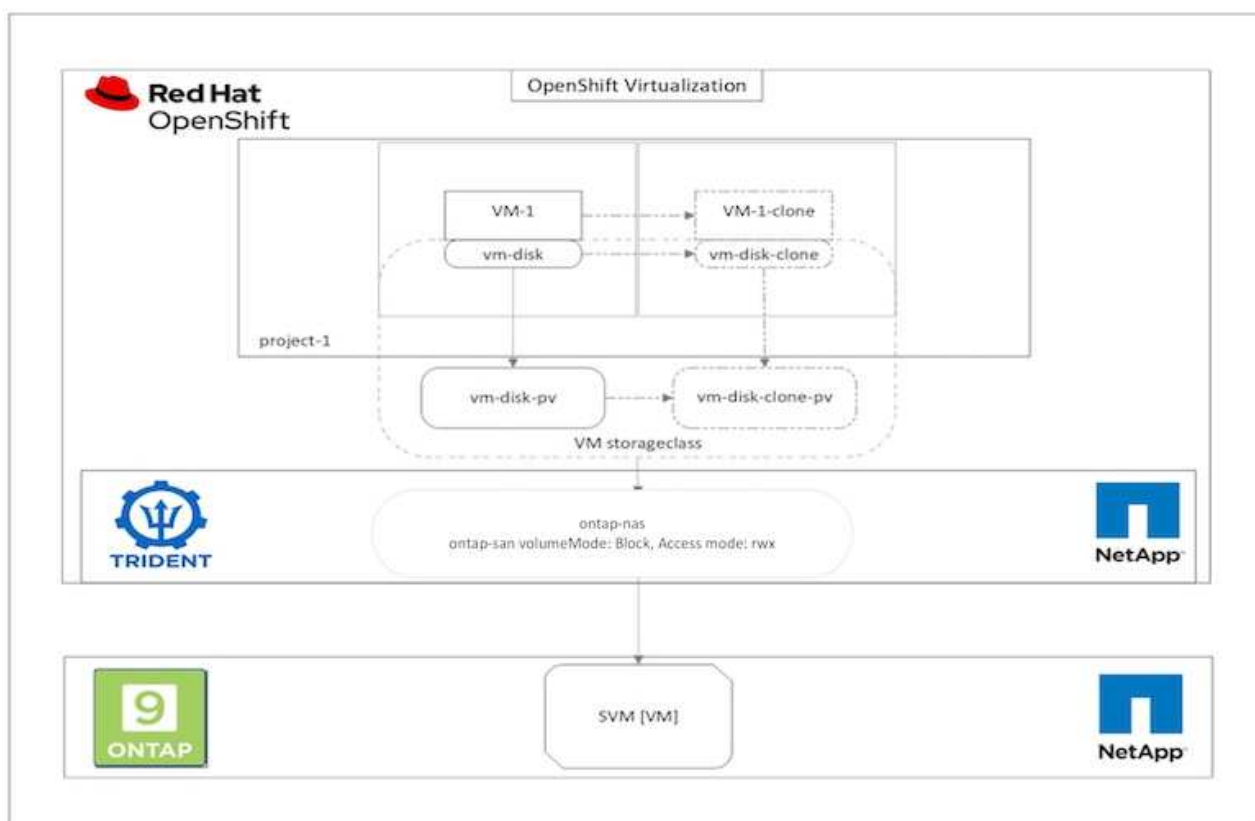 OpenShift Virtualization
Red Hat
OpenShift
VM-1
VM-1-clone
vm-disk
vm-disk-clone
project-1
vm-disk-pv
vm-disk-clone-pv
VM storageclass
TRIDENT
ontap-nas
ontap-san volumeMode: Block, Access mode: rwx
NetApp
9
ONTAP
SVM [VM]
NetApp